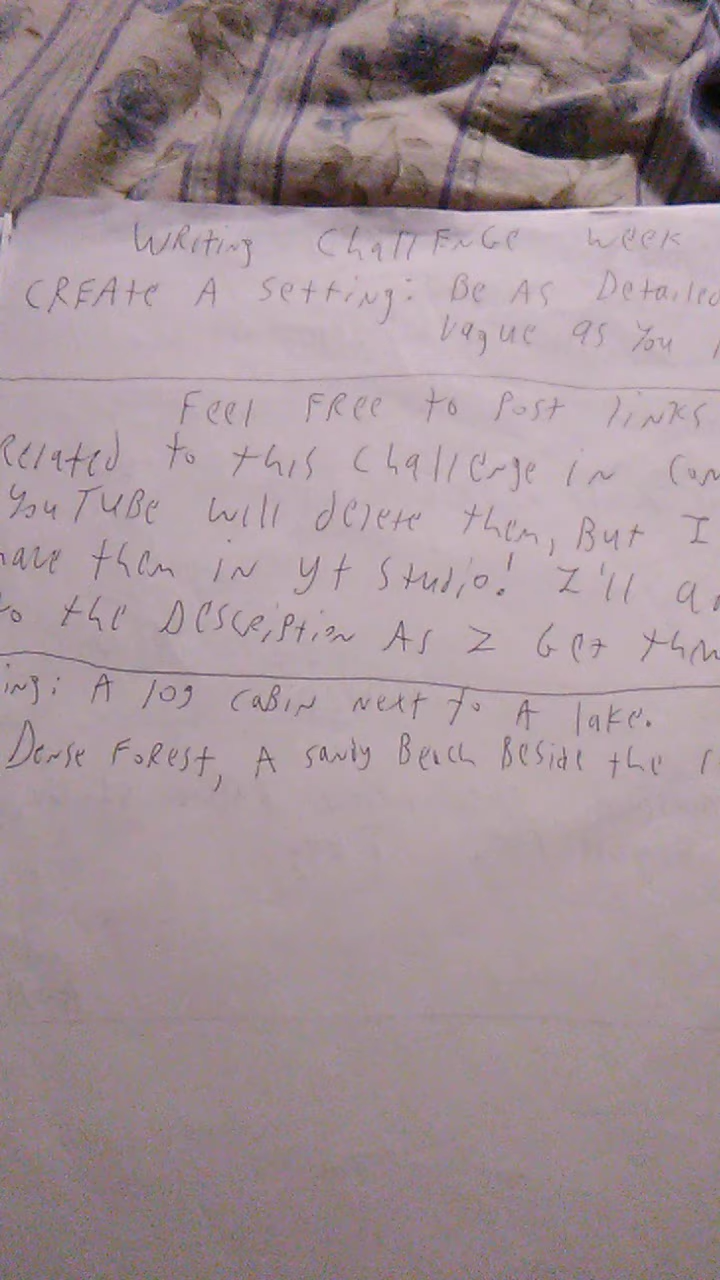 Writing Challenge Week
Create A Setting: Be As Detailed
Vague as You
Feel Free to Post links
Related to this Challenge in
YouTube will delete them, But I
have them in yt Studio! I'll
to the Description As I Get
A log cabin next to A lake.
Dense Forest, A sandy Beach Beside the